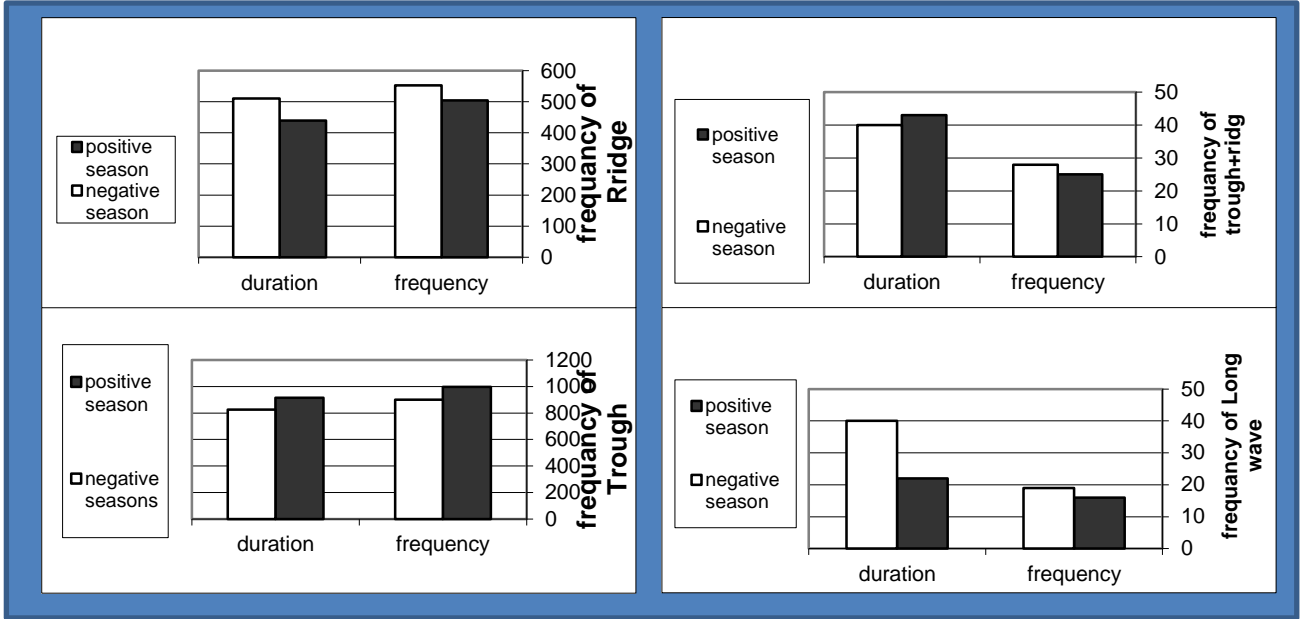 positive
season
negative
season
600
500
400
300
200
100
0
frequancy of
Rridge
duration
frequency
positive
season
negative
season
50
40
30
20
10
0
frequancy of
trough+ridg
duration
frequency
positive
season
negative
seasons
1200
1000
800
600
400
200
0
frequancy of
Trough
duration
frequency
positive
season
negative
season
50
40
30
20
10
0
frequancy of Long
wave
duration
frequency